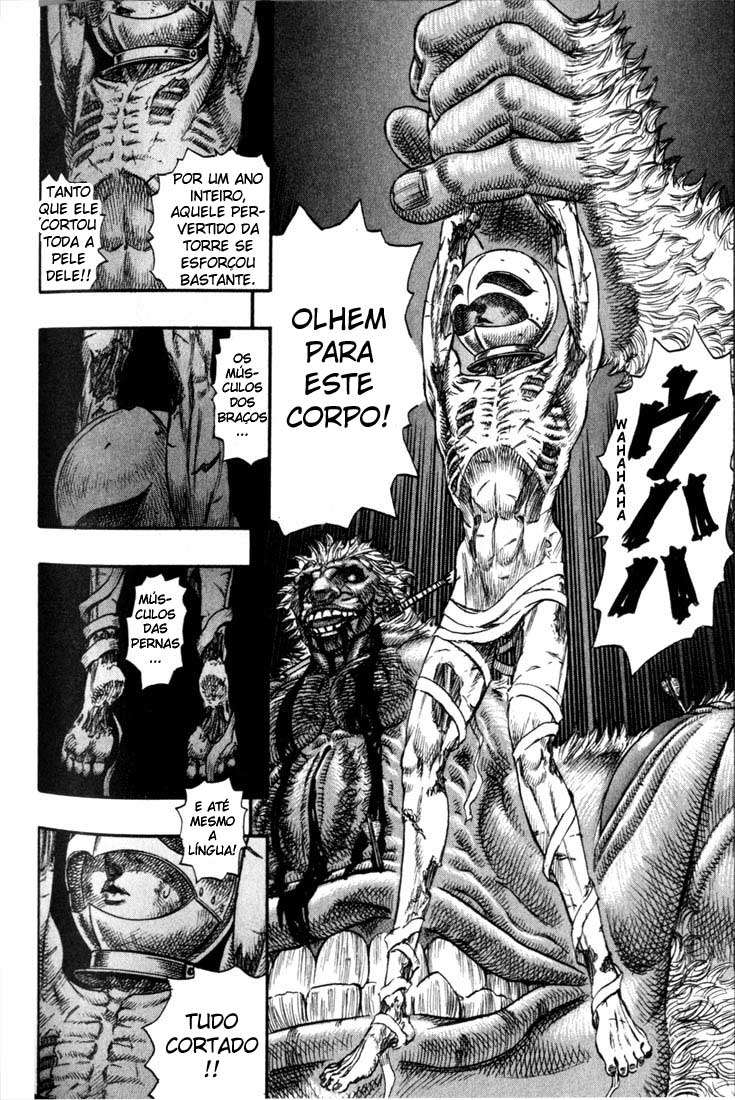 ウハハ
WAHAHAHA
OLHEM
PARA
ESTE
CORPO!
POR UM ANO
INTEIRO,
AQUELE PER-
VERTIDO DA
TORRE SE
ESFORÇOU
BASTANTE.
TANTO
QUE ELE
CORTOU
TODA A
PELE
DELE!!
OS
MÚS-
CULOS
DOS
BRAÇOS
...
MÚS-
CULOS
DAS
PERNAS
...
E ATÉ
MESMO
A
LÍNGUA!
TUDO
CORTADO
!!